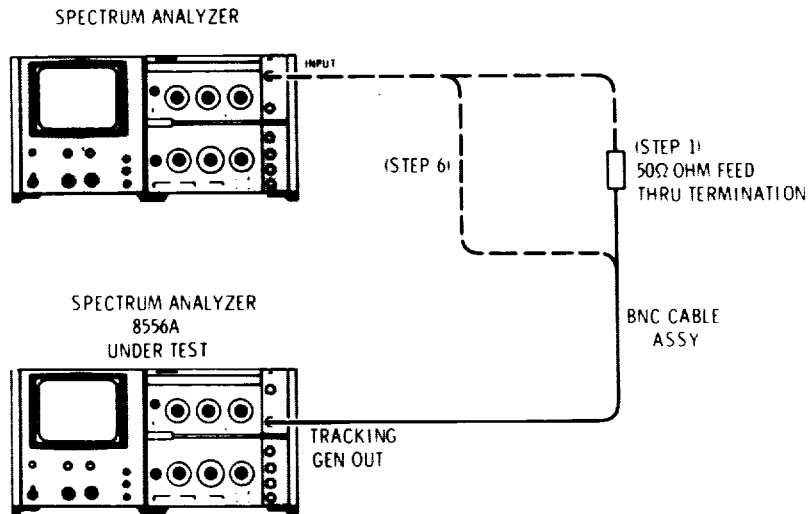 SPECTRUM ANALYZER
INPUT
(STEP 6)
(STEP 1)
50Ω OHM FEED
THRU TERMINATION
SPECTRUM ANALYZER
8556A
UNDER TEST
BNC CABLE
ASSY
TRACKING
GEN OUT